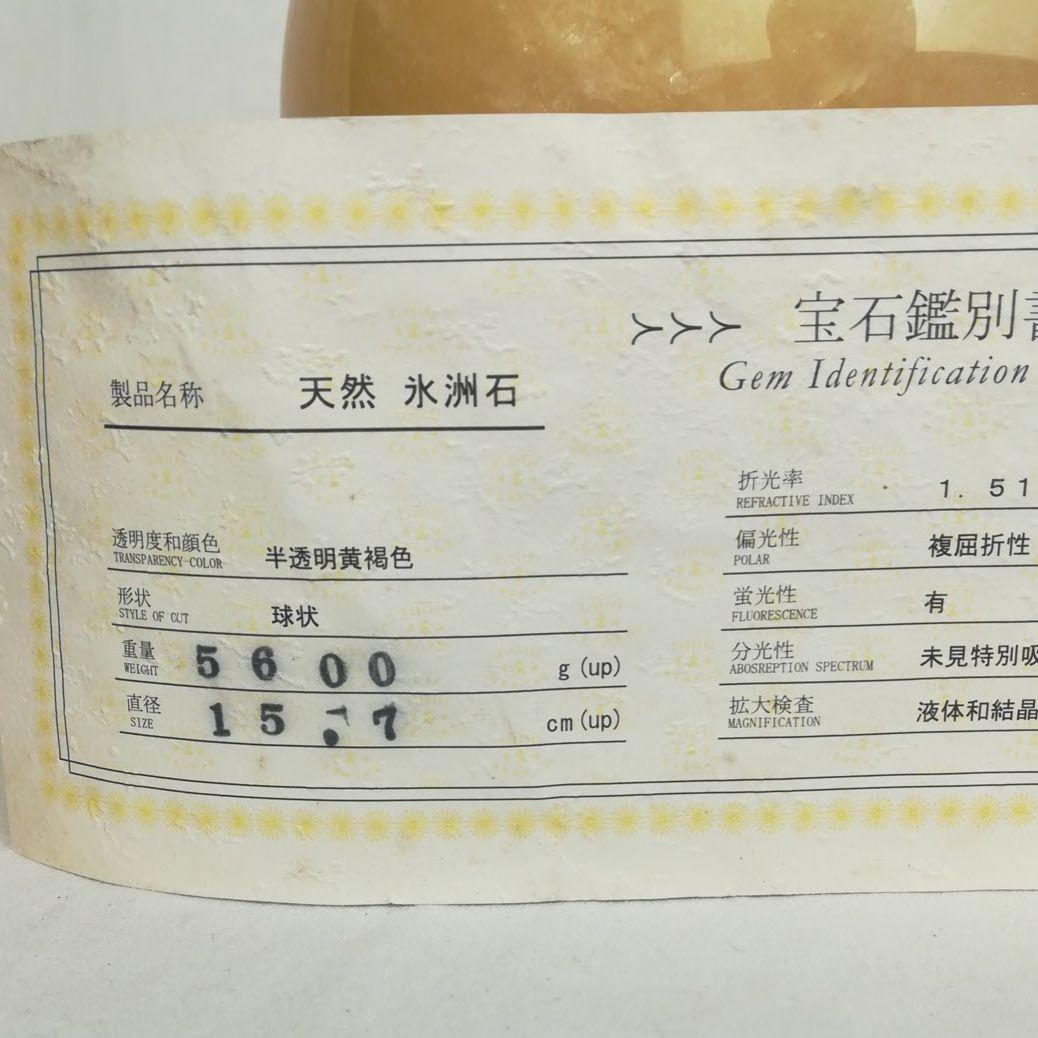 宝石鑑別書
Gem Identification
製品名称 天然 氷洲石
透明度和顔色 半透明黄褐色
TRANSPARENCY-COLOR
形状 球状
STYLE OF CUT
重量 5600 g(up)
WEIGHT
直径 15.7 cm(up)
SIZE
折光率 1.51
REFRACTIVE INDEX
偏光性 複屈折性
POLAR
蛍光性 有
FLUORESCENCE
分光性 未見特別吸
ABOSREPTION SPECTRUM
拡大検査 液体和結晶
MAGNIFICATION